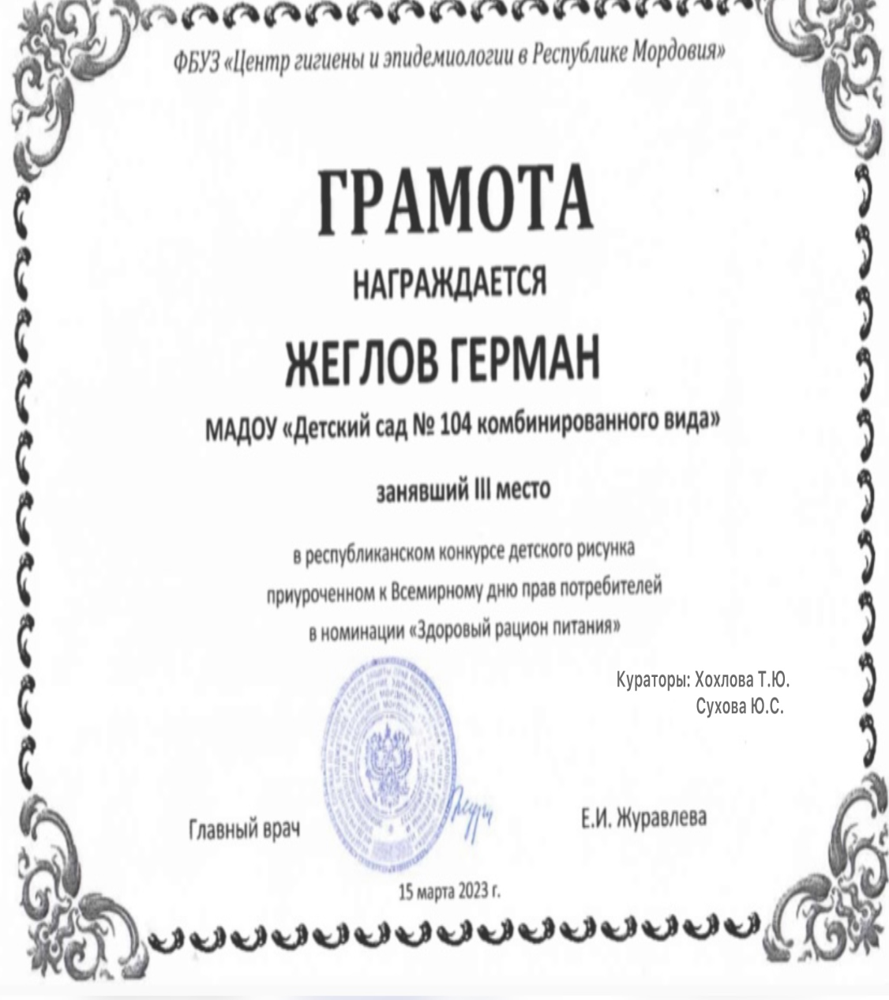 ФБУЗ «Центр гигиены и эпидемиологии в Республике Мордовия»
ГРАМОТА
НАГРАЖДАЕТСЯ
ЖЕГЛОВ ГЕРМАН
МАДОУ «Детский сад № 104 комбинированного вида»
занявший III место
в республиканском конкурсе детского рисунка
приуроченном к Всемирному дню прав потребителей
в номинации «Здоровый рацион питания»
Кураторы: Хохлова Т.Ю.
Сухова Ю.С.
Главный врач
Е.И. Журавлева
15 марта 2023 г.